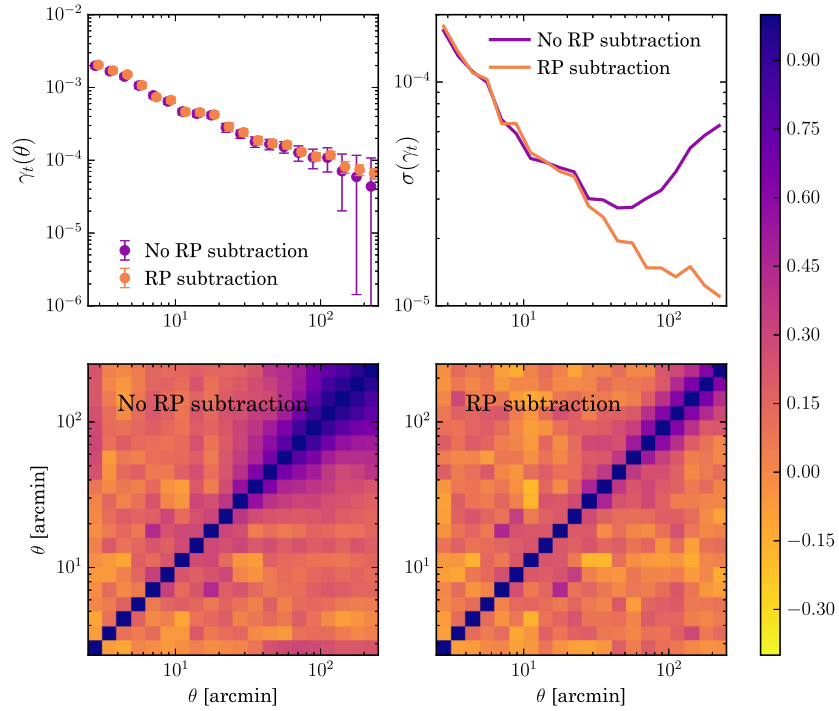 10^{-2}
10^{-3}
10^{-4}
10^{-5}
10^{-6}
γ_t(θ)
No RP subtraction
RP subtraction
10^1
10^2
10^{-4}
10^{-5}
σ(γ_t)
No RP subtraction
RP subtraction
10^1
10^2
No RP subtraction
10^2
10^1
θ [arcmin]
10^1
10^2
θ [arcmin]
RP subtraction
10^2
10^1
10^1
10^2
θ [arcmin]
0.90
0.75
0.60
0.45
0.30
0.15
0.00
−0.15
−0.30